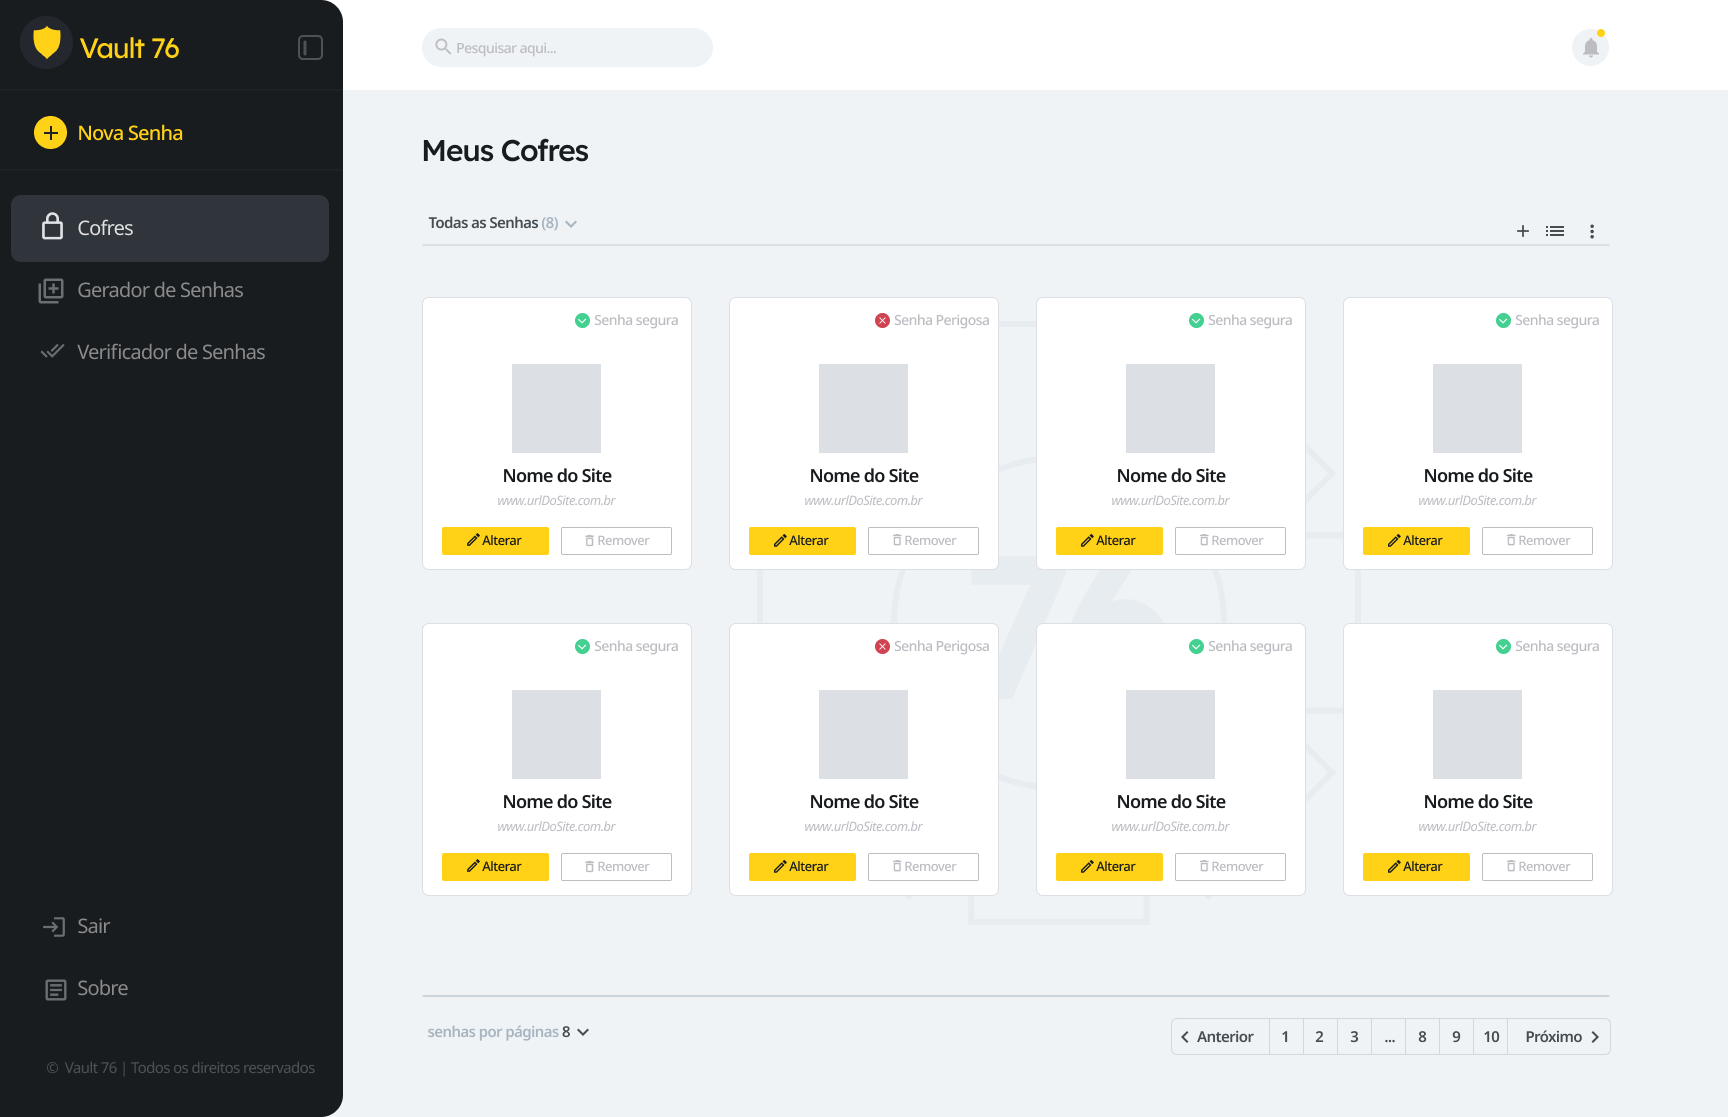 Vault 76
Pesquisar aqui...
Nova Senha
Meus Cofres
Cofres
Gerador de Senhas
Verificador de Senhas
Todas as Senhas (8)
Senha segura
Senha Perigosa
Senha segura
Senha segura
Nome do Site
Nome do Site
Nome do Site
Nome do Site
www.urlDoSite.com.br
www.urlDoSite.com.br
www.urlDoSite.com.br
www.urlDoSite.com.br
Alterar Remover
Alterar Remover
Alterar Remover
Alterar Remover
76
Senha segura
Senha Perigosa
Senha segura
Senha segura
Nome do Site
Nome do Site
Nome do Site
Nome do Site
www.urlDoSite.com.br
www.urlDoSite.com.br
www.urlDoSite.com.br
www.urlDoSite.com.br
Alterar Remover
Alterar Remover
Alterar Remover
Alterar Remover
Sair
Sobre
© Vault 76 | Todos os direitos reservados
senhas por páginas 8
Anterior 1 2 3 ... 8 9 10 Próximo